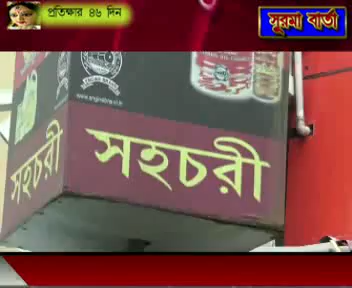 প্রতিক্ষার ৪৬ দিন
সুরমা বার্তা
সহচরী
সহচরী